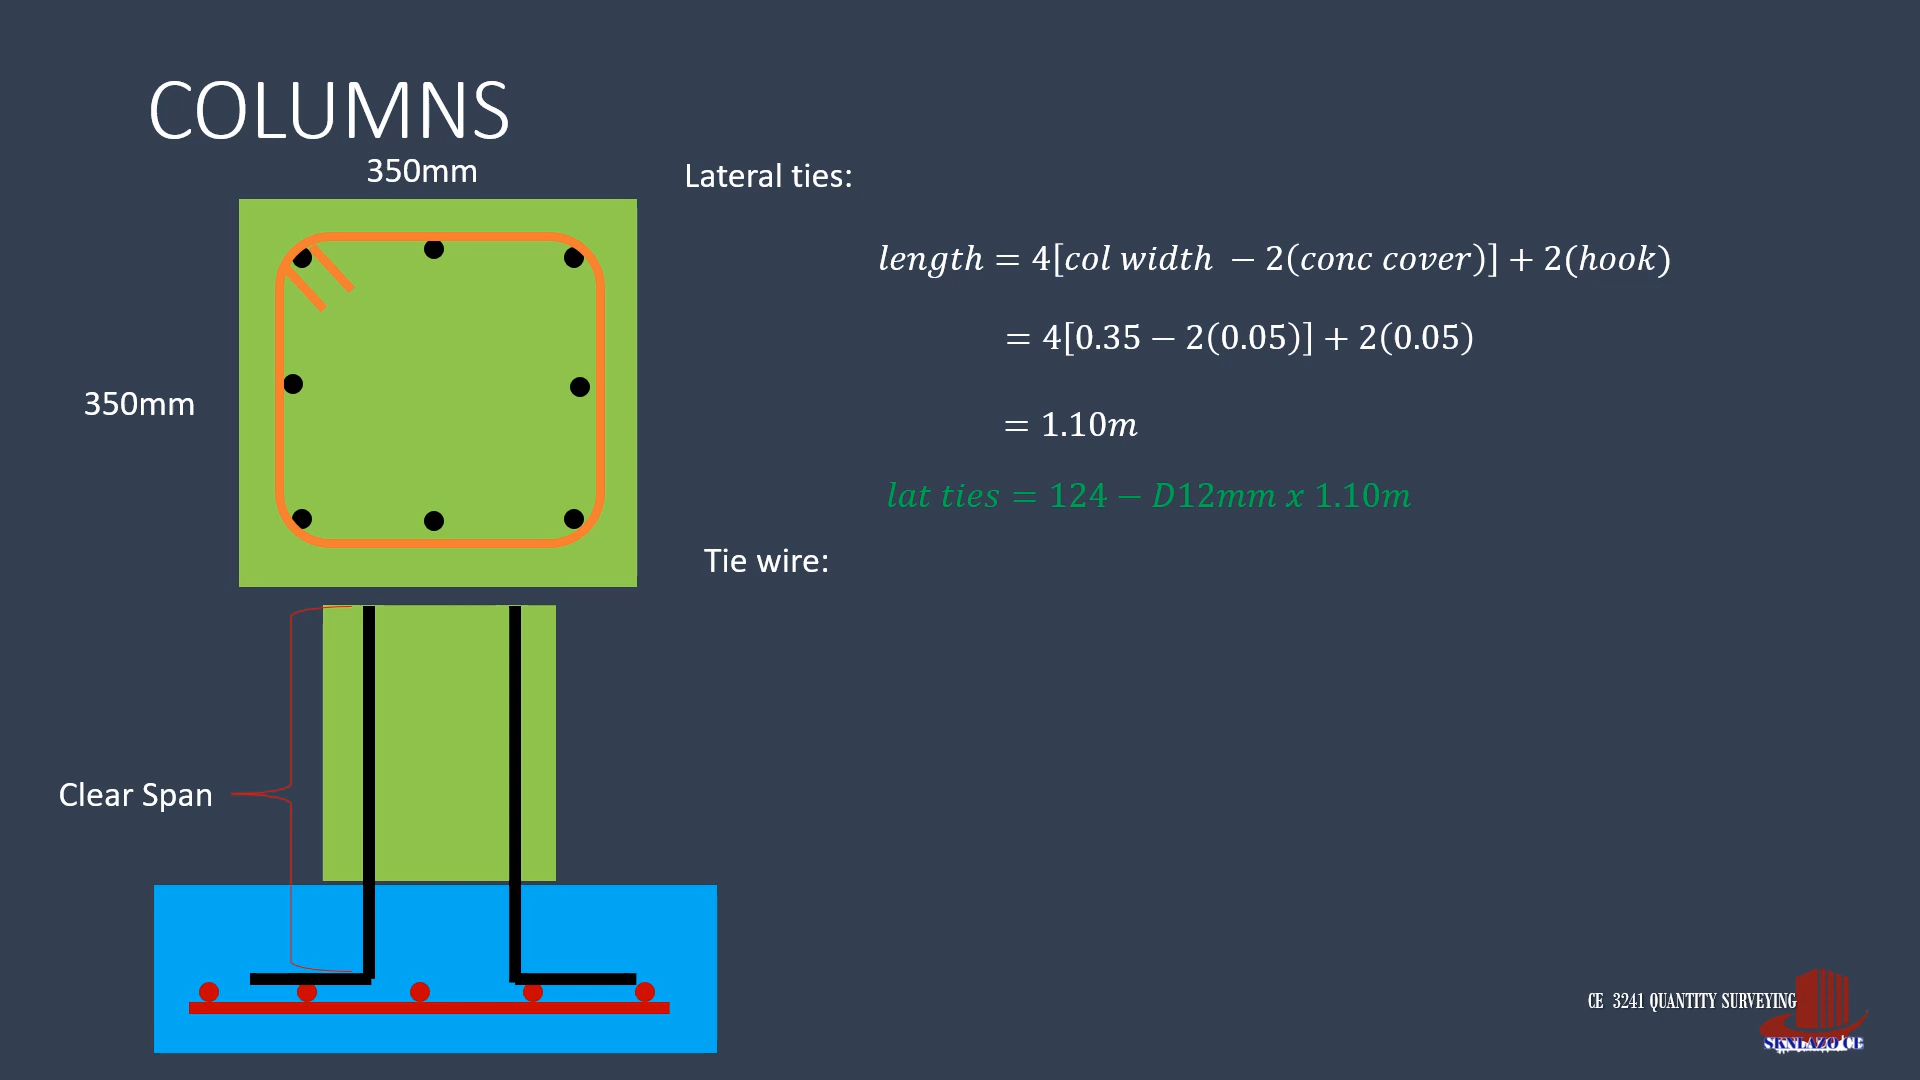 COLUMNS
350mm
Lateral ties:
length = 4[col width − 2(conc cover)] + 2(hook)
= 4[0.35 − 2(0.05)] + 2(0.05)
350mm
= 1.10m
lat ties = 124 − D12mm x 1.10m
Tie wire:
Clear Span
CE 3241 QUANTITY SURVEYING